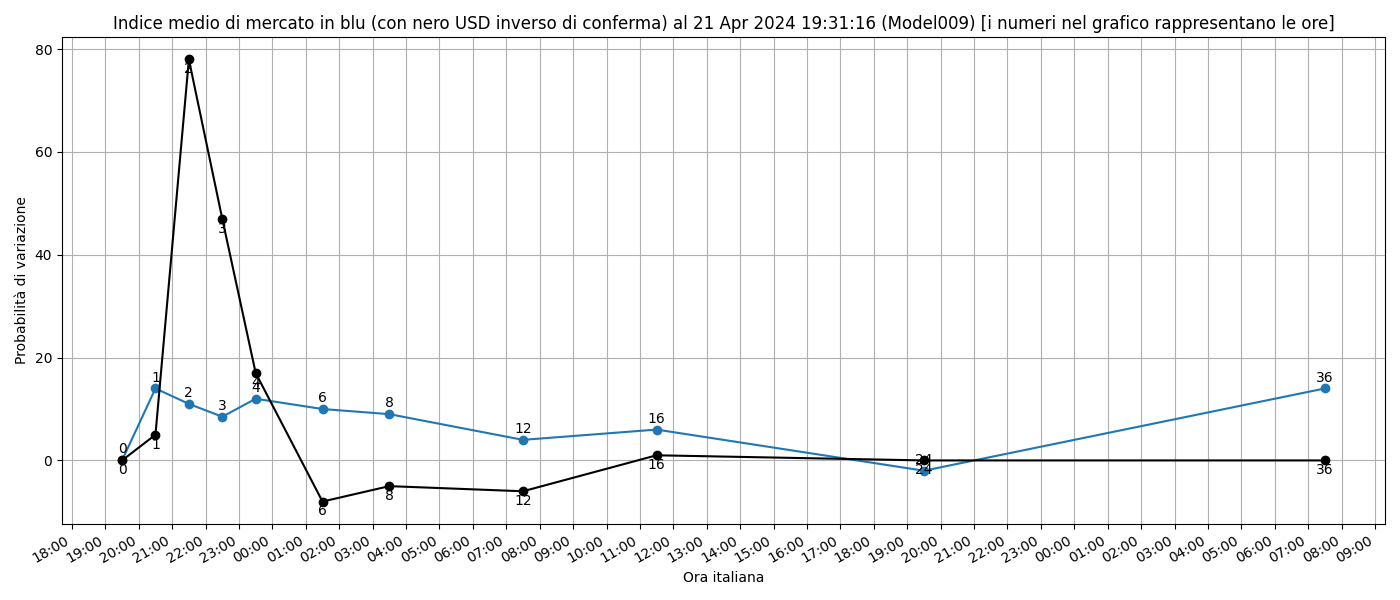 Indice medio di mercato in blu (con nero USD inverso di conferma) al 21 Apr 2024 19:31:16 (Model009) [i numeri nel grafico rappresentano le ore]
Probabilità di variazione
80
60
40
20
0
0 1 2 3 4 6 8 12 16 24 36
0 1 2 3 4 6 8 12 16 24 36
18:00 19:00 20:00 21:00 22:00 23:00 00:00 01:00 02:00 03:00 04:00 05:00 06:00 07:00 08:00 09:00 10:00 11:00 12:00 13:00 14:00 15:00 16:00 17:00 18:00 19:00 20:00 21:00 22:00 23:00 00:00 01:00 02:00 03:00 04:00 05:00 06:00 07:00 08:00 09:00
Ora italiana